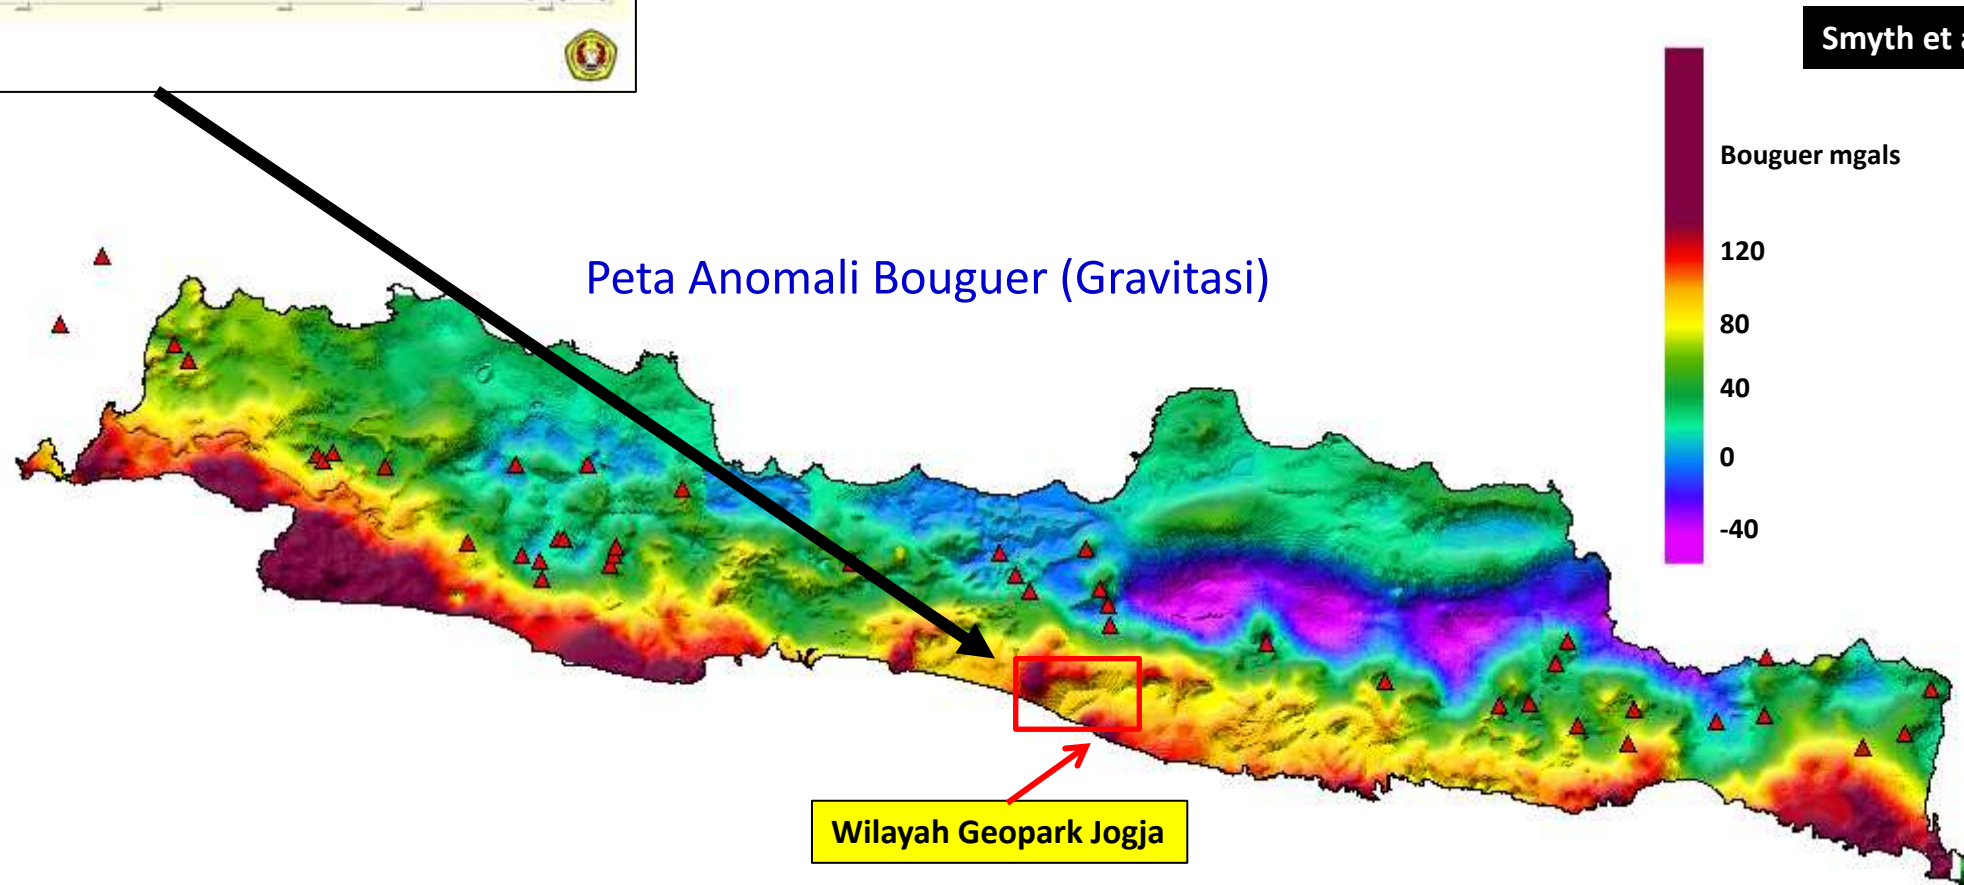 Smyth et a
Bouguer mgals
120
80
40
0
-40
Peta Anomali Bouguer (Gravitasi)
Wilayah Geopark Jogja